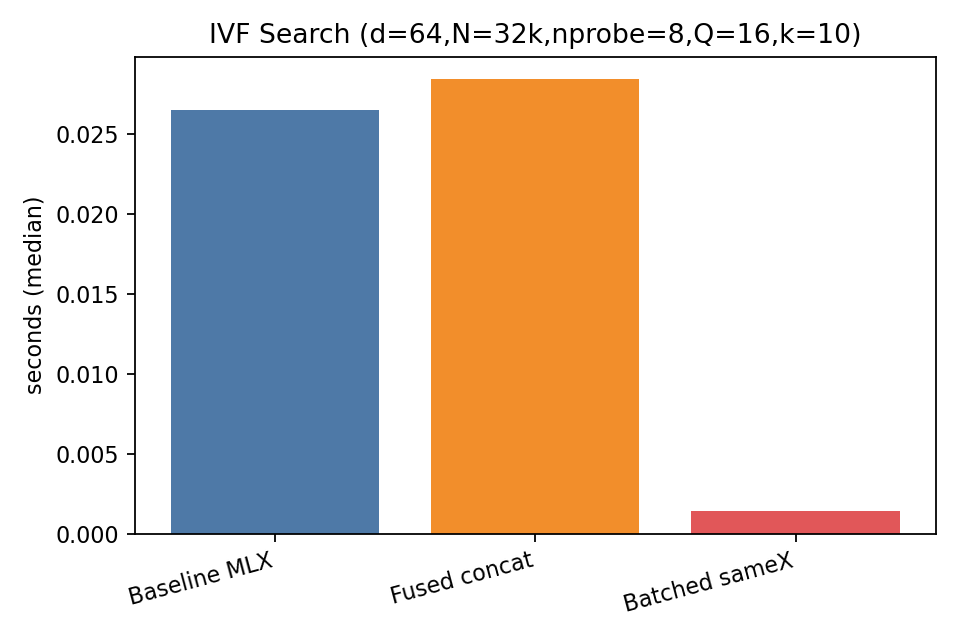 IVF Search (d=64,N=32k,nprobe=8,Q=16,k=10)
seconds (median)
0.025
0.020
0.015
0.010
0.005
0.000
Baseline MLX
Fused concat
Batched sameX